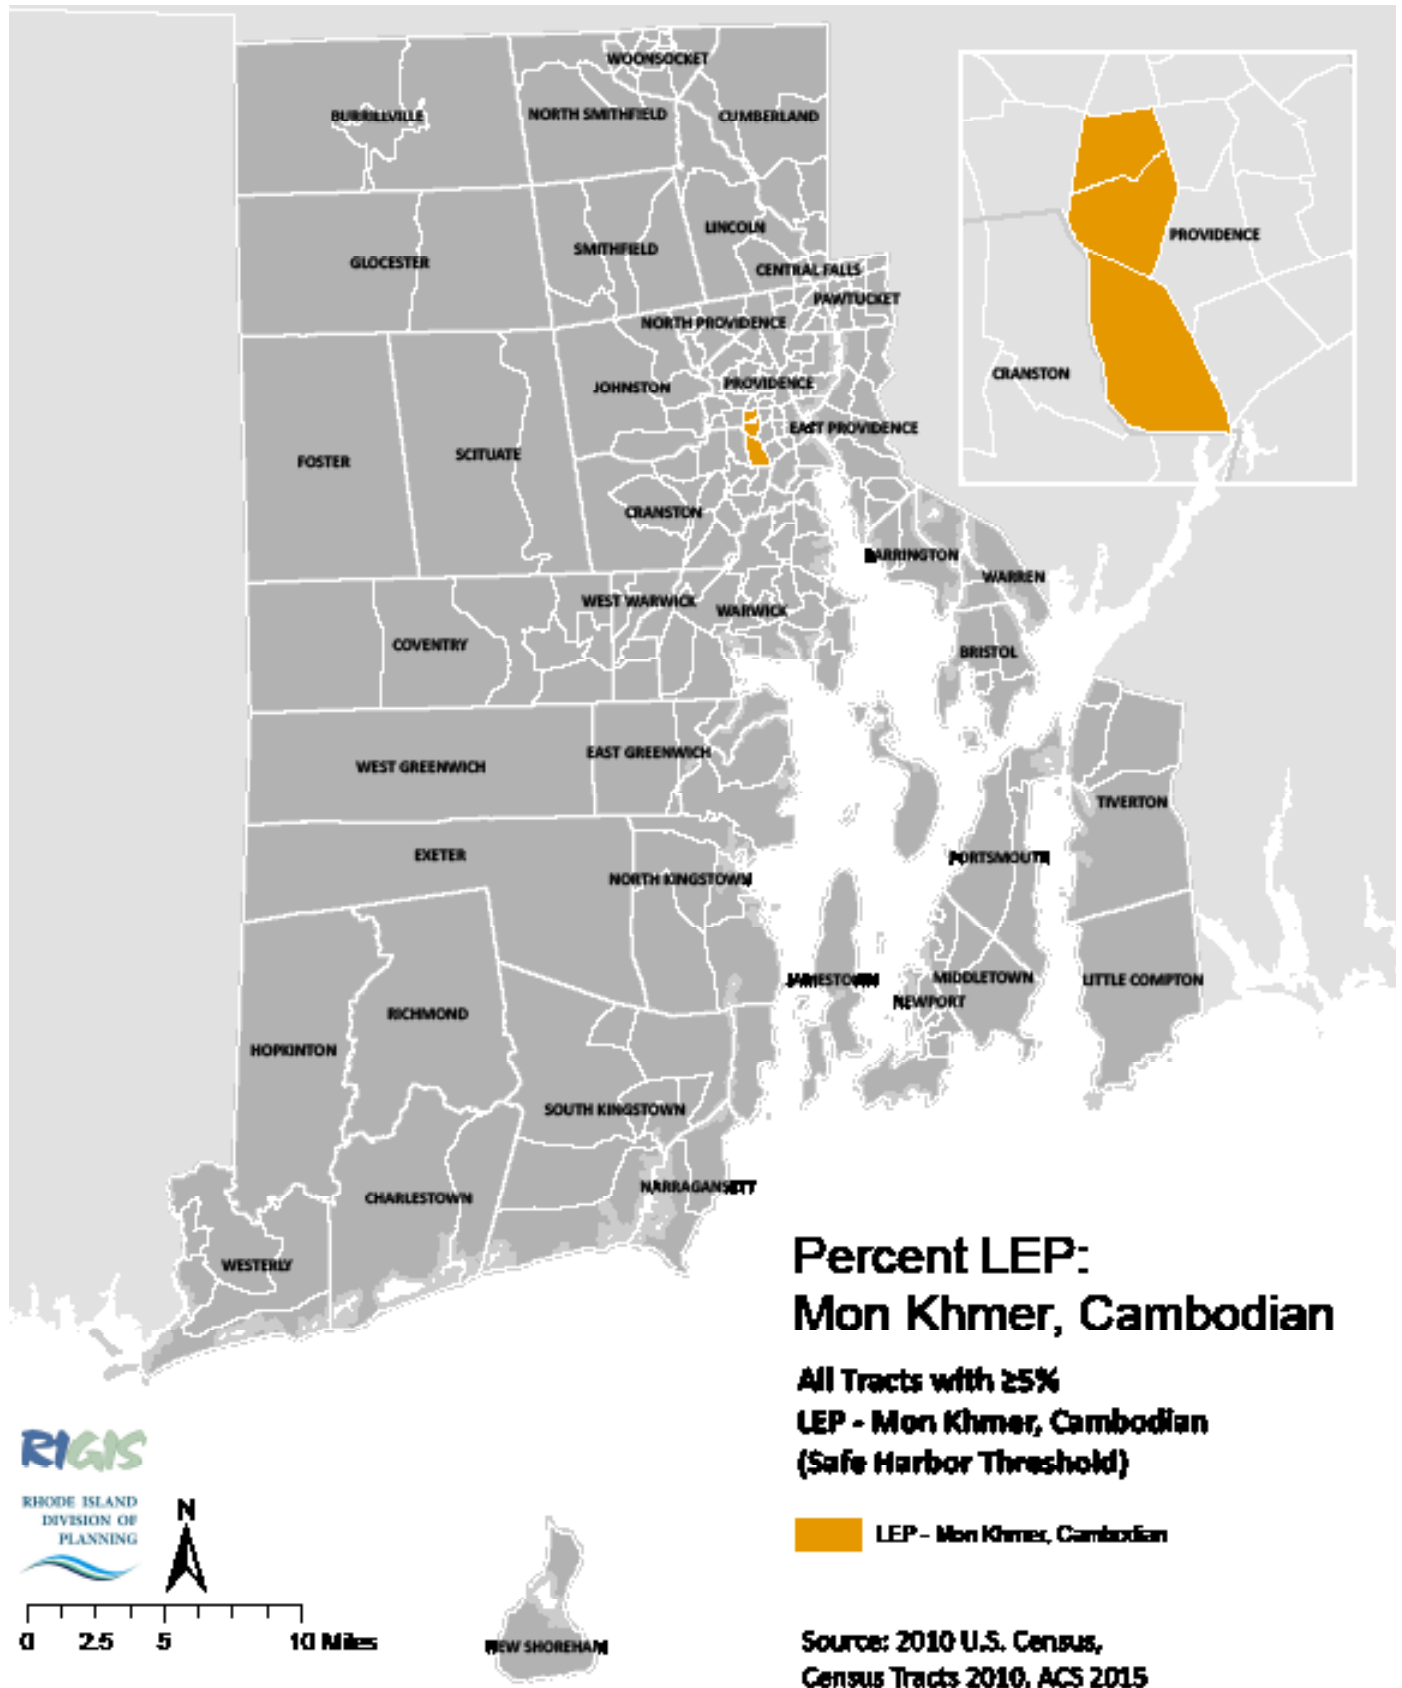 WOONSOCKET
BURRILLVILLE
NORTH SMITHFIELD
CUMBERLAND
LINCOLN
SMITHFIELD
GLOCESTER
CENTRAL FALLS
PAWTUCKET
NORTH PROVIDENCE
PROVIDENCE
JOHNSTON
EAST PROVIDENCE
SCITUATE
FOSTER
CRANSTON
PROVIDENCE
CRANSTON
BARRINGTON
WARREN
WEST WARWICK
WARWICK
COVENTRY
BRISTOL
EAST GREENWICH
WEST GREENWICH
TIVERTON
EXETER
PORTSMOUTH
NORTH KINGSTOWN
JAMESTOWN
MIDDLETOWN
LITTLE COMPTON
NEWPORT
RICHMOND
HOPKINTON
SOUTH KINGSTOWN
NARRAGANSETT
CHARLESTOWN
WESTERLY
Percent LEP:
Mon Khmer, Cambodian
All Tracts with ≥5%
LEP - Mon Khmer, Cambodian
(Safe Harbor Threshold)
LEP - Mon Khmer, Cambodian
RIGIS
RHODE ISLAND
DIVISION OF
PLANNING
N
0 2.5 5 10 Miles
NEW SHOREHAM
Source: 2010 U.S. Census,
Census Tracts 2010, ACS 2015